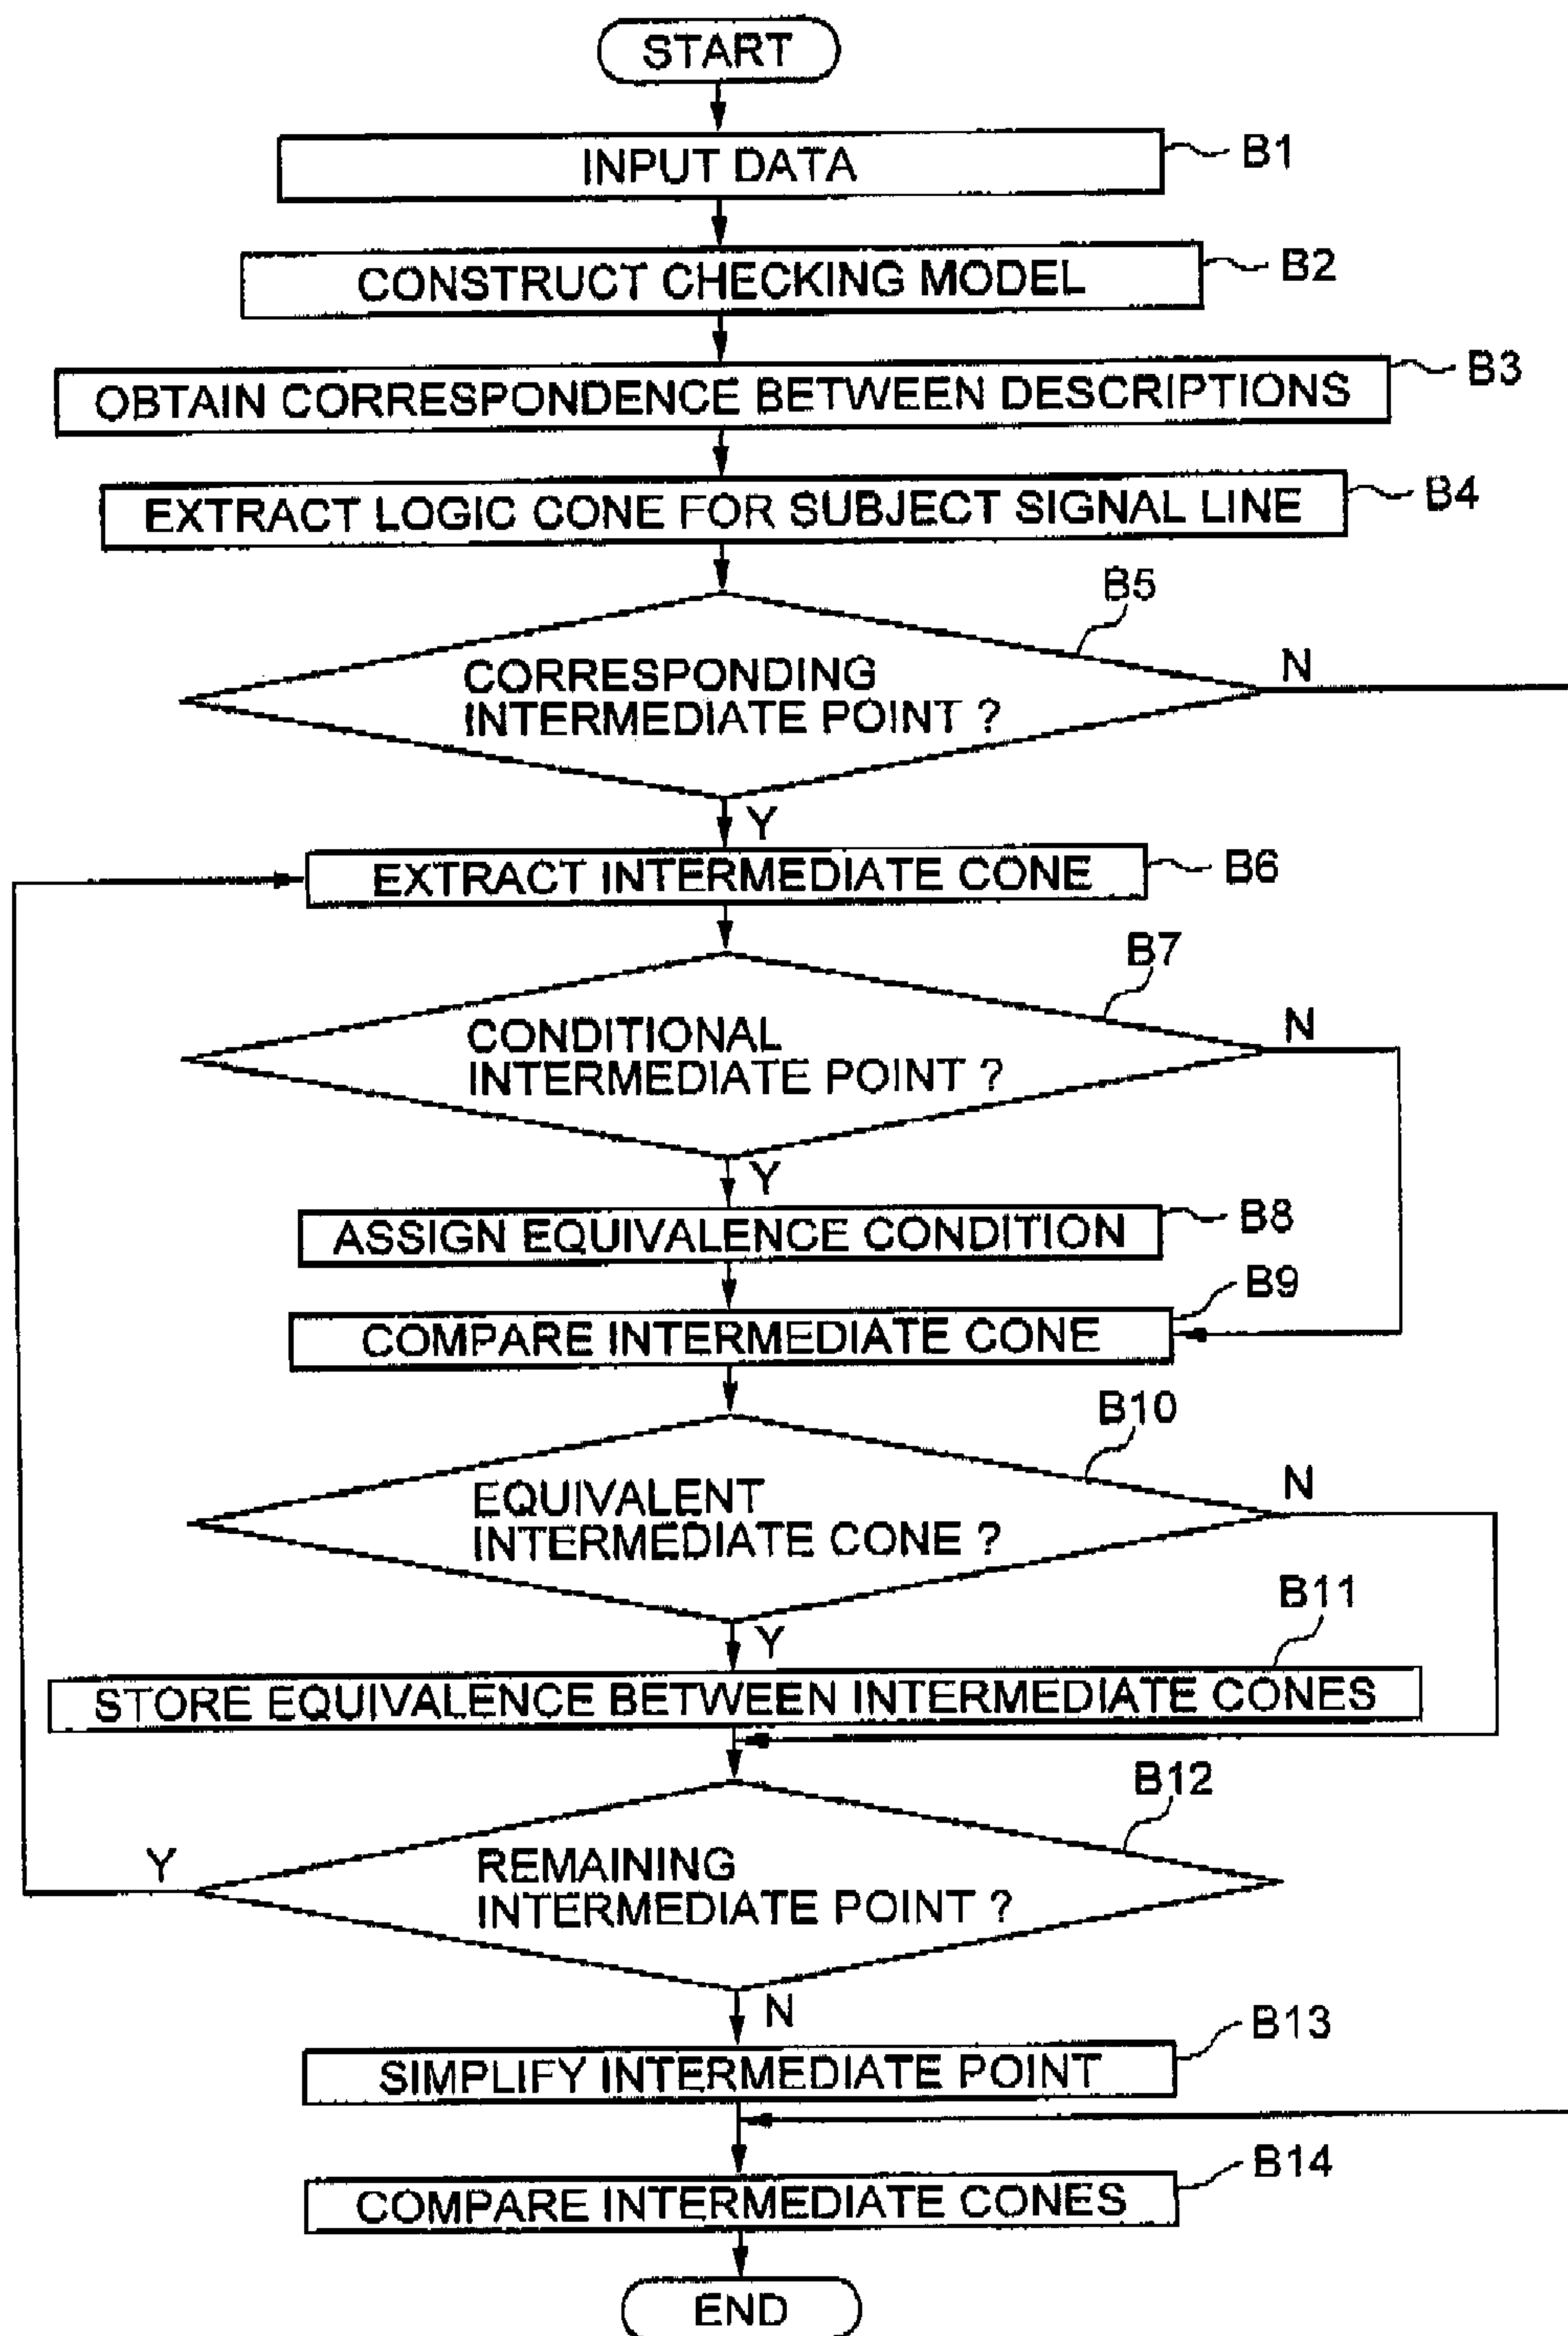 START
INPUT DATA
B1
CONSTRUCT CHECKING MODEL
B2
OBTAIN CORRESPONDENCE BETWEEN DESCRIPTIONS
B3
EXTRACT LOGIC CONE FOR SUBJECT SIGNAL LINE
B4
B5
CORRESPONDING
INTERMEDIATE POINT ?
N
Y
EXTRACT INTERMEDIATE CONE
B6
B7
CONDITIONAL
INTERMEDIATE POINT ?
N
Y
ASSIGN EQUIVALENCE CONDITION
B8
B9
COMPARE INTERMEDIATE CONE
B10
EQUIVALENT
INTERMEDIATE CONE ?
N
Y
B11
STORE EQUIVALENCE BETWEEN INTERMEDIATE CONES
B12
Y
REMAINING
INTERMEDIATE POINT ?
N
B13
SIMPLIFY INTERMEDIATE POINT
B14
COMPARE INTERMEDIATE CONES
END